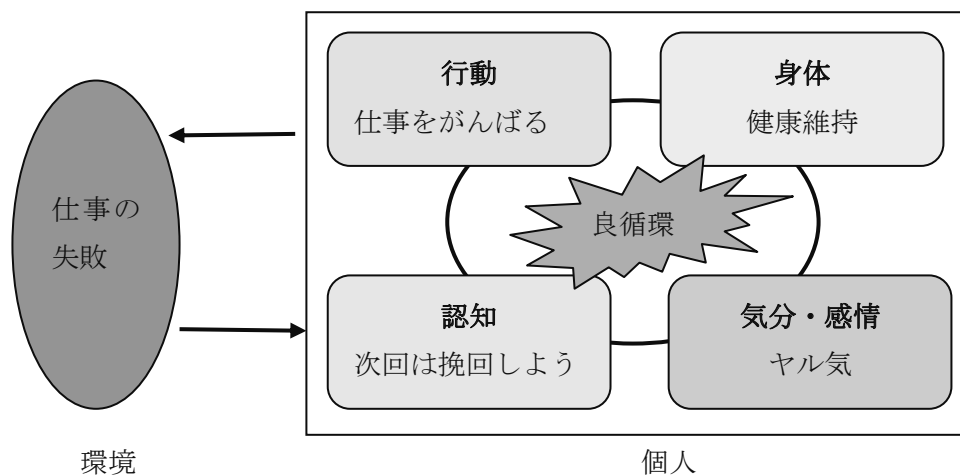 行動
仕事をがんばる
身体
健康維持
仕事の
失敗
良循環
認知
次回は挽回しよう
気分・感情
ヤル気
環境
個人